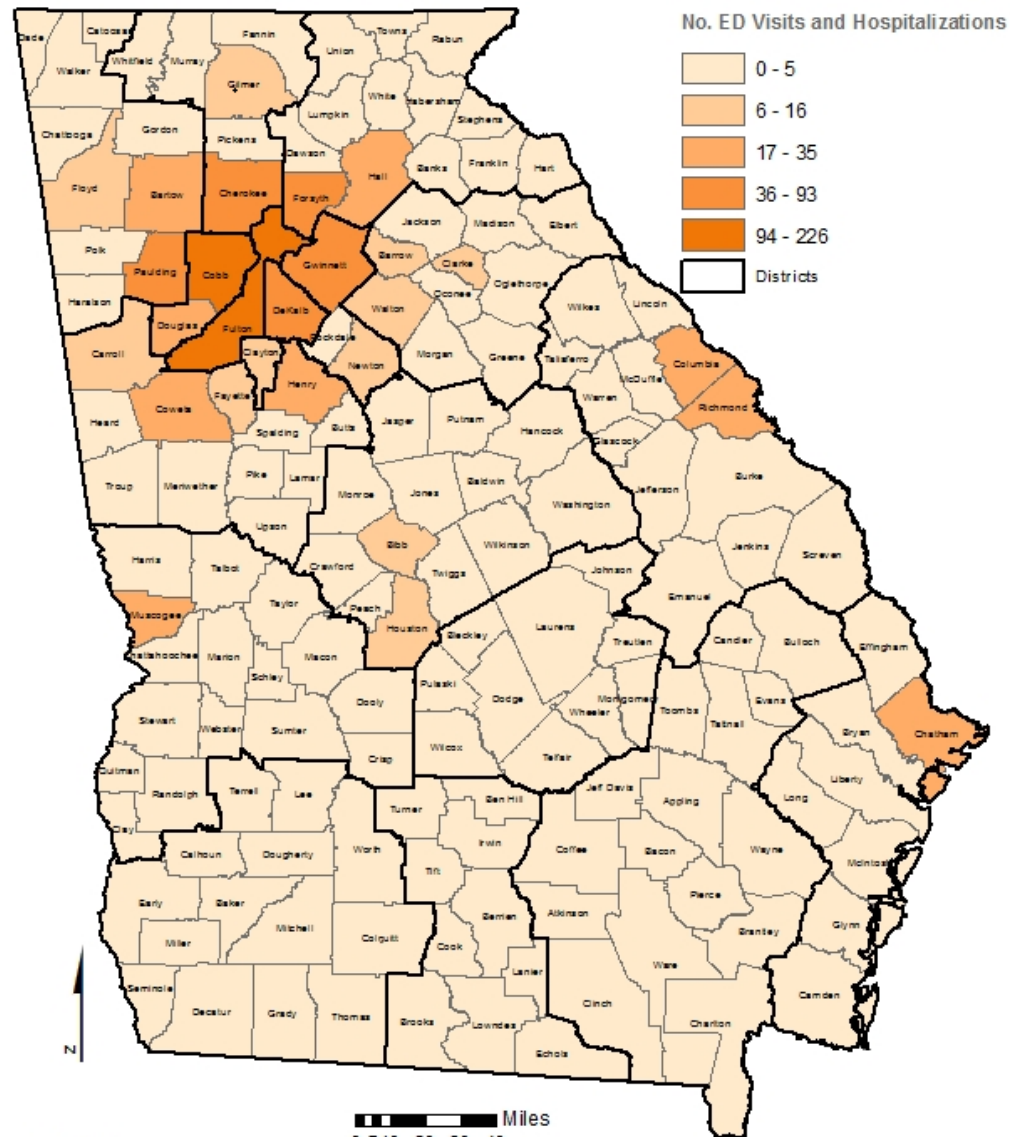 No. ED Visits and Hospitalizations
0 - 5
6 - 16
17 - 35
36 - 93
94 - 226
Districts
Dade
Catoosa
Fannin
Towns
Rabun
Union
Walker
Whitfield
Murray
Gilmer
White
Habersham
Lumpkin
Stephens
Chattooga
Gordon
Pickens
Dawson
Banks
Franklin
Hart
Hall
Floyd
Bartow
Cherokee
Forsyth
Jackson
Madison
Elbert
Polk
Paulding
Cobb
Gwinnett
Barrow
Clarke
Oglethorpe
Oconee
Haralson
Douglas
Fulton
DeKalb
Rockdale
Walton
Wilkes
Lincoln
Carroll
Clayton
Henry
Newton
Morgan
Greene
Taliaferro
Columbia
McDuffie
Warren
Richmond
Heard
Coweta
Fayette
Spalding
Butts
Jasper
Putnam
Hancock
Glascock
Troup
Meriwether
Pike
Lamar
Monroe
Jones
Baldwin
Washington
Jefferson
Burke
Upson
Bibb
Wilkinson
Jenkins
Screven
Harris
Talbot
Crawford
Twiggs
Johnson
Emanuel
Muscogee
Taylor
Peach
Houston
Bleckley
Laurens
Treutlen
Candler
Bulloch
Effingham
hattahoochee
Marion
Macon
Schley
Pulaski
Dodge
Wheeler
Montgomery
Toombs
Tatnall
Evans
Bryan
Chatham
Stewart
Webster
Sumter
Dooly
Wilcox
Telfair
Crisp
Liberty
Long
Quitman
Randolph
Terrell
Lee
Turner
Ben Hill
Jeff Davis
Appling
Clay
Calhoun
Dougherty
Worth
Irwin
Coffee
Bacon
Wayne
McIntosh
Tift
Early
Baker
Mitchell
Pierce
Miller
Colquitt
Berrien
Atkinson
Brantley
Glynn
Cook
Ware
Seminole
Decatur
Grady
Thomas
Brooks
Lanier
Lowndes
Clinch
Echols
Charlton
Camden
N
Miles